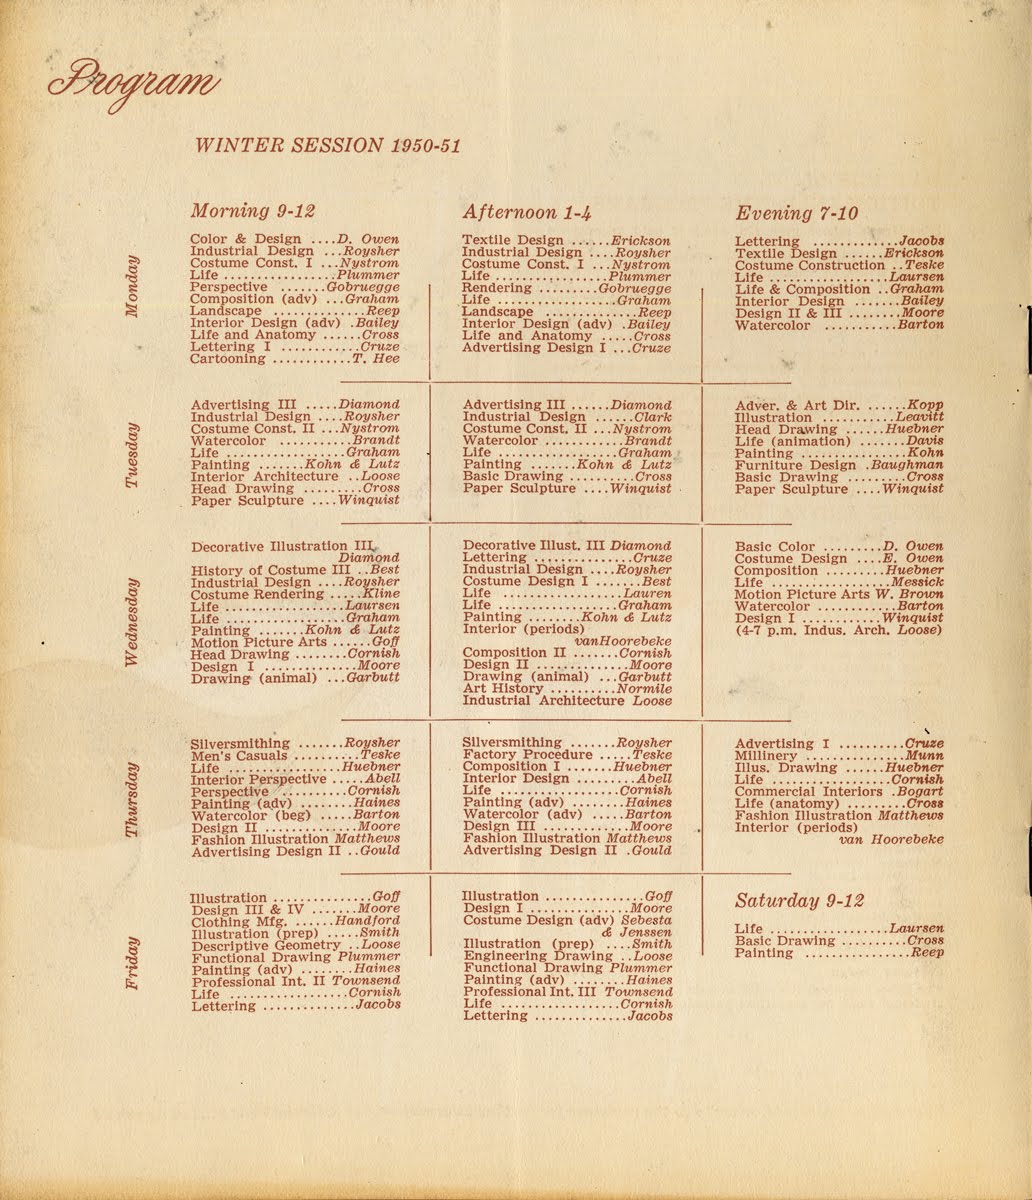 Program
WINTER SESSION 1950-51
Morning 9-12
Monday
Color & Design ....D. Owen
Industrial Design ...Roysher
Costume Const. I ...Nystrom
Life ................Plummer
Perspective .......Gobruegge
Composition (adv) ...Graham
Landscape .............Reep
Interior Design (adv) .Bailey
Life and Anatomy ......Cross
Lettering I ...........Cruze
Cartooning ............T. Hee
Afternoon 1-4
Textile Design ......Erickson
Industrial Design ....Roysher
Costume Const. I ...Nystrom
Life .................Plummer
Rendering .........Gobruegge
Life .................Graham
Landscape .............Reep
Interior Design (adv) .Bailey
Life and Anatomy .....Cross
Advertising Design I ...Cruze
Evening 7-10
Lettering .............Jacobs
Textile Design ......Erickson
Costume Construction ..Teske
Life ..................Laursen
Life & Composition ..Graham
Interior Design .......Bailey
Design II & III ........Moore
Watercolor ...........Barton
Tuesday
Advertising III .....Diamond
Industrial Design ....Roysher
Costume Const. II ...Nystrom
Watercolor ...........Brandt
Life .................Graham
Painting .......Kohn & Lutz
Interior Architecture ..Loose
Head Drawing .........Cross
Paper Sculpture ....Winquist
Advertising III ......Diamond
Industrial Design ......Clark
Costume Const. II ...Nystrom
Watercolor ............Brandt
Life .................Graham
Painting .......Kohn & Lutz
Basic Drawing ..........Cross
Paper Sculpture ....Winquist
Adver. & Art Dir. ......Kopp
Illustration ..........Leavitt
Head Drawing ......Huebner
Life (animation) .......Davis
Painting ..............Kohn
Furniture Design .Baughman
Basic Drawing .........Cross
Paper Sculpture ....Winquist
Wednesday
Decorative Illustration III
Diamond
History of Costume III ..Best
Industrial Design ....Roysher
Costume Rendering .....Kline
Life .................Laursen
Life .................Graham
Painting .......Kohn & Lutz
Motion Picture Arts ......Goff
Head Drawing ........Cornish
Design I ..............Moore
Drawing (animal) ...Garbutt
Decorative Illust. III Diamond
Lettering ..............Cruze
Industrial Design ....Roysher
Costume Design I .......Best
Life ..................Lauren
Life .................Graham
Painting .......Kohn & Lutz
Interior (periods)
vanHoorebeke
Composition II .......Cornish
Design II .............Moore
Drawing (animal) ...Garbutt
Art History ..........Normile
Industrial Architecture Loose
Basic Color .........D. Owen
Costume Design ....E. Owen
Composition .........Huebner
Life .................Messick
Motion Picture Arts W. Brown
Watercolor ............Barton
Design I ............Winquist
(4-7 p.m. Indus. Arch. Loose)
Thursday
Silversmithing .......Roysher
Men's Casuals ..........Teske
Life .................Huebner
Interior Perspective .....Abell
Perspective ..........Cornish
Painting (adv) ........Haines
Watercolor (beg) .....Barton
Design II .............Moore
Fashion Illustration Matthews
Advertising Design II ..Gould
Silversmithing .......Roysher
Factory Procedure .....Teske
Composition I .......Huebner
Interior Design .........Abell
Life ..................Cornish
Painting (adv) ........Haines
Watercolor (adv) .....Barton
Design III .............Moore
Fashion Illustration Matthews
Advertising Design II .Gould
Advertising I ..........Cruze
Millinery ..............Munn
Illus. Drawing ......Huebner
Life ..................Cornish
Commercial Interiors .Bogart
Life (anatomy) .........Cross
Fashion Illustration Matthews
Interior (periods)
van Hoorebeke
Friday
Illustration ...............Goff
Design III & IV .......Moore
Clothing Mfg. ......Handford
Illustration (prep) .....Smith
Descriptive Geometry ..Loose
Functional Drawing Plummer
Painting (adv) ........Haines
Professional Int. II Townsend
Life .................Cornish
Lettering .............Jacobs
Illustration ...............Goff
Design I ..............Moore
Costume Design (adv) Sebesta
& Jenssen
Illustration (prep) ....Smith
Engineering Drawing ..Loose
Functional Drawing Plummer
Painting (adv) ........Haines
Professional Int. III Townsend
Life ..................Cornish
Lettering .............Jacobs
Saturday 9-12
Life .................Laursen
Basic Drawing ..........Cross
Painting ...............Reep